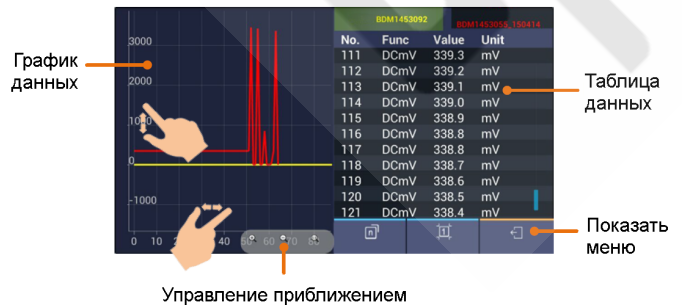 График
данных
3000
2000
1000
0
-1000
0 10 40 50 60 70 80
BDM1453092
BDM1453055_150414
No. Func Value Unit
111 DCmV 339.3 mV
112 DCmV 339.2 mV
113 DCmV 339.1 mV
114 DCmV 339.0 mV
115 DCmV 338.9 mV
116 DCmV 338.8 mV
117 DCmV 338.8 mV
118 DCmV 338.7 mV
119 DCmV 338.6 mV
120 DCmV 338.5 mV
121 DCmV 338.4 mV
Таблица
данных
Показать
меню
Управление приближением